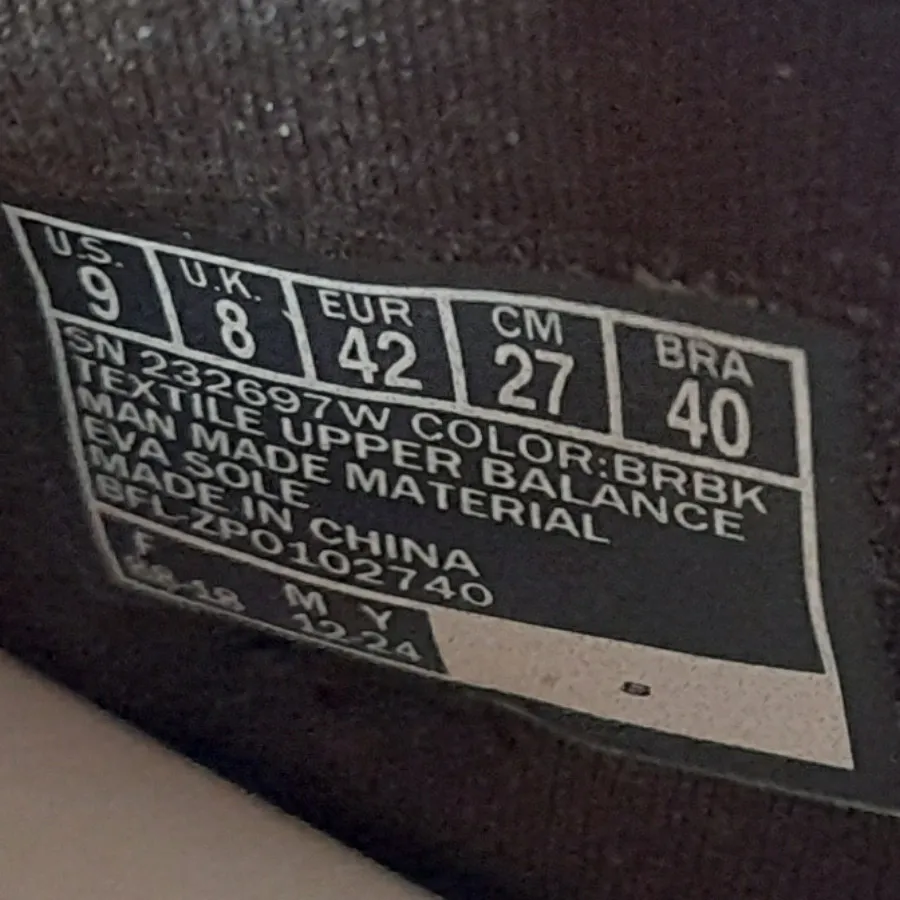 U.S. U.K. EUR CM BRA
9 8 42 27 40
SN 232697W COLOR:BRBK
TEXTILE UPPER BALANCE
MAN MADE MATERIAL
EVA SOLE
MADE IN CHINA
BFL-ZPO102740
F M Y
12-24